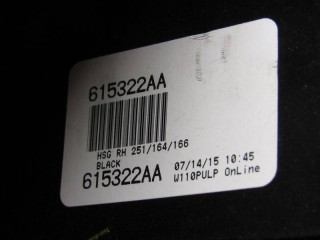 615322AA
HSG RH 251/164/166
BLACK 07/14/15 10:45
615322AA W110PULP OnLine